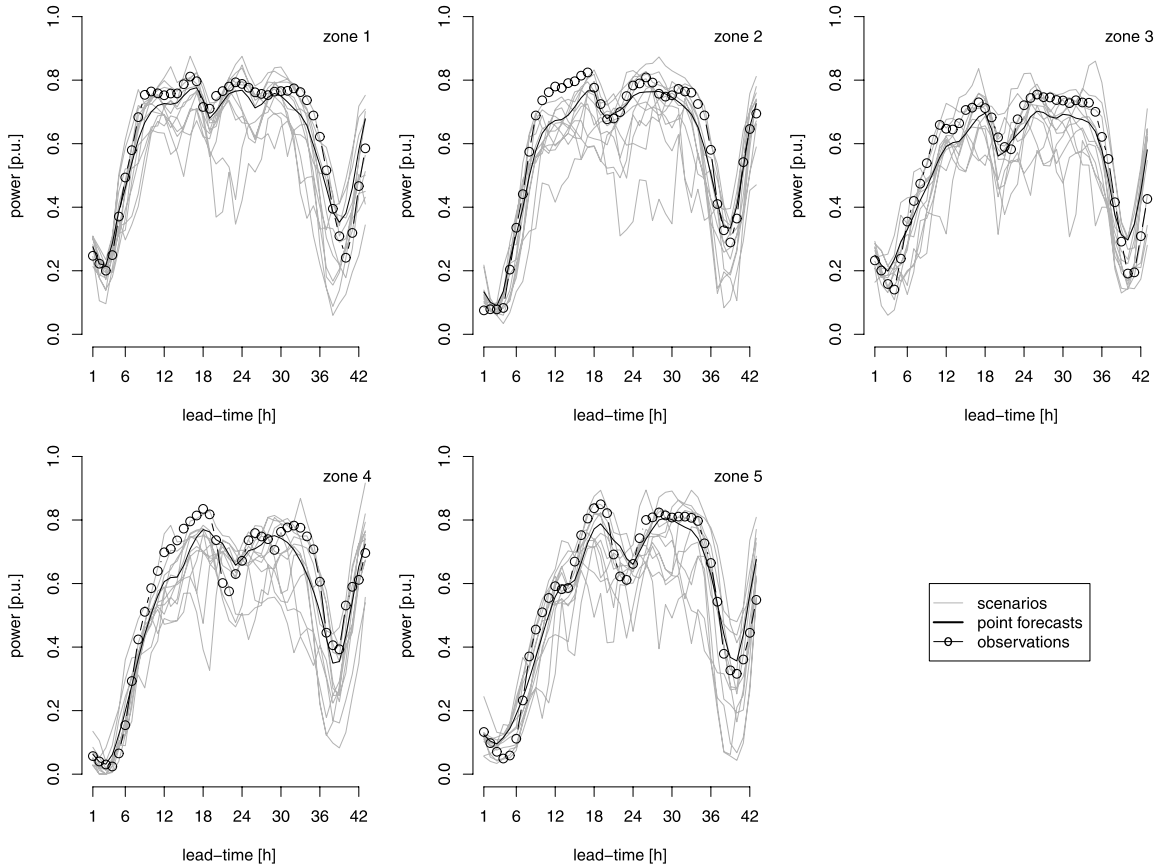 zone 1
power [p.u.]
0.0 0.2 0.4 0.6 0.8 1.0
1 6 12 18 24 30 36 42
lead−time [h]
zone 2
power [p.u.]
0.0 0.2 0.4 0.6 0.8 1.0
1 6 12 18 24 30 36 42
lead−time [h]
zone 3
power [p.u.]
0.0 0.2 0.4 0.6 0.8 1.0
1 6 12 18 24 30 36 42
lead−time [h]
zone 4
power [p.u.]
0.0 0.2 0.4 0.6 0.8 1.0
1 6 12 18 24 30 36 42
lead−time [h]
zone 5
power [p.u.]
0.0 0.2 0.4 0.6 0.8 1.0
1 6 12 18 24 30 36 42
lead−time [h]
scenarios
point forecasts
observations